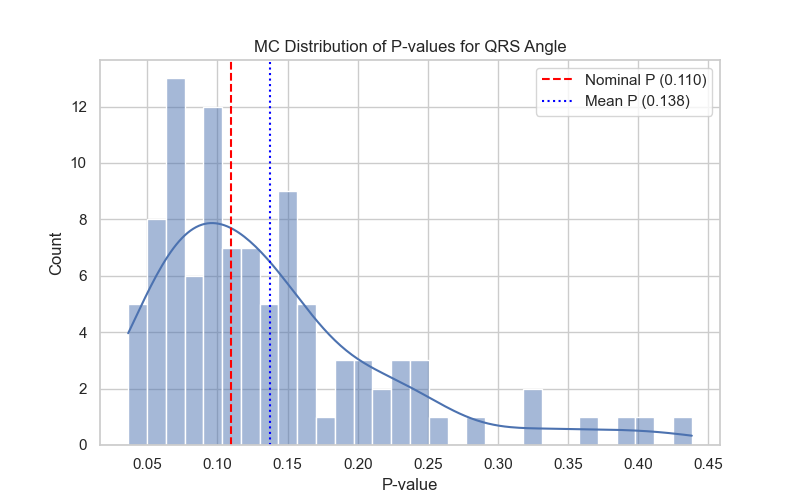 MC Distribution of P-values for QRS Angle
Nominal P (0.110)
Mean P (0.138)
Count
12
10
8
6
4
2
0
0.05 0.10 0.15 0.20 0.25 0.30 0.35 0.40 0.45
P-value